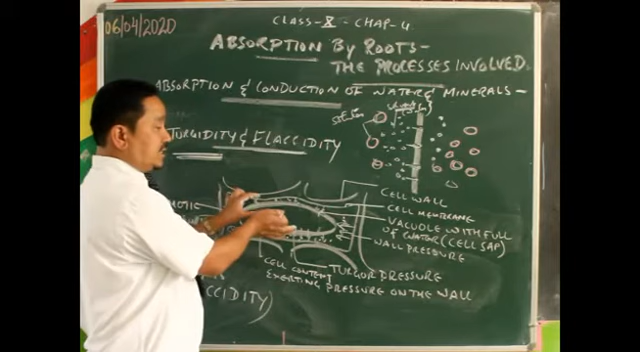 06/04/2020
CLASS-X - CHAP-4
ABSORPTION BY ROOTS-
THE PROCESSES INVOLVED.
ABSORPTION & CONDUCTION OF WATER & MINERALS-
TURGIDITY & FLACCIDITY
CELL WALL
CELL MEMBRANE
VACUOLE WITH FULL
OF WATER (CELL SAP)
WALL PRESSURE
CELL CONTENT
TURGOR PRESSURE
EXERTING PRESSURE ON THE WALL